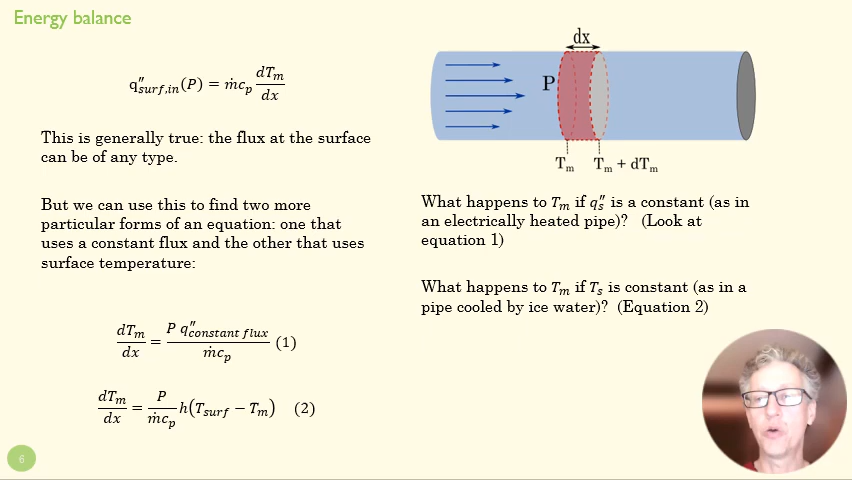 Energy balance
q″surf,in(P) = ṁcp dTm/dx
This is generally true: the flux at the surface
can be of any type.
But we can use this to find two more
particular forms of an equation: one that
uses a constant flux and the other that uses
surface temperature:
dTm/dx = P q″constant flux/ṁcp (1)
dTm/dx = P/ṁcp h(Tsurf − Tm) (2)
6
dx
P
Tm Tm + dTm
What happens to Tm if q″s is a constant (as in
an electrically heated pipe)? (Look at
equation 1)
What happens to Tm if Ts is constant (as in a
pipe cooled by ice water)? (Equation 2)